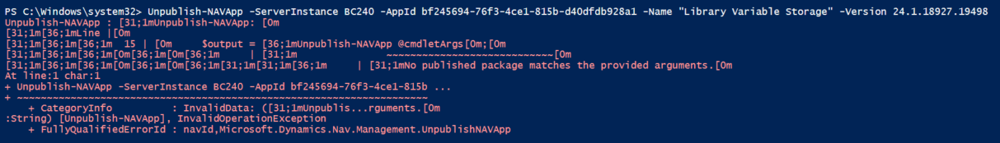 PS C:\Windows\system32> Unpublish-NAVApp -ServerInstance BC240 -AppId bf245694-76f3-4ce1-815b-d40dfdb928a1 -Name "Library Variable Storage" -Version 24.1.18927.19498
Unpublish-NAVApp : [31;1mUnpublish-NAVApp: [0m
[31;1m[36;1mLine |[0m
[31;1m[36;1m[36;1m  15 | [0m     $output = [36;1mUnpublish-NAVApp @cmdletArgs[0m;[0m
[31;1m[36;1m[36;1m[0m[36;1m[0m[36;1m     | [31;1m               ~~~~~~~~~~~~~~~~~~~~~~~~~~~~[0m
[31;1m[36;1m[36;1m[0m[36;1m[0m[36;1m[31;1m[31;1m[36;1m     | [31;1mNo published package matches the provided arguments.[0m
At line:1 char:1
+ Unpublish-NAVApp -ServerInstance BC240 -AppId bf245694-76f3-4ce1-815b ...
+ ~~~~~~~~~~~~~~~~~~~~~~~~~~~~~~~~~~~~~~~~~~~~~~~~~~~~~~~~~~~~~~~~~~~~~
    + CategoryInfo          : InvalidData: ([31;1mUnpublis...rguments.[0m
:String) [Unpublish-NAVApp], InvalidOperationException
    + FullyQualifiedErrorId : navId,Microsoft.Dynamics.Nav.Management.UnpublishNAVApp